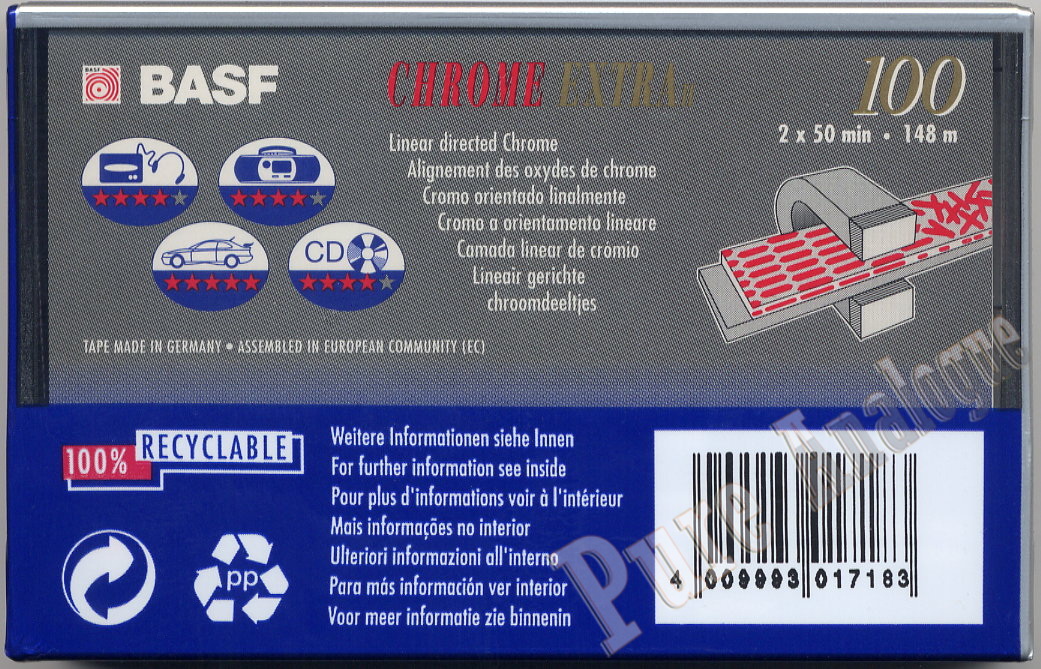 BASF
BASF
CHROME EXTRA II
100
2 x 50 min • 148 m
Linear directed Chrome
Alignement des oxydes de chrome
Cromo orientado linalmente
Cromo a orientamento lineare
Camada linear de crómio
Lineair gerichte
chroomdeeltjes
CD
TAPE MADE IN GERMANY • ASSEMBLED IN EUROPEAN COMMUNITY (EC)
100% RECYCLABLE
Weitere Informationen siehe Innen
For further information see inside
Pour plus d'informations voir à l'intérieur
Mais informações no interior
Ulteriori informazioni all'interno
Para más información ver interior
Voor meer informatie zie binnenin
PP
4 009993 017183
Pure Analogue